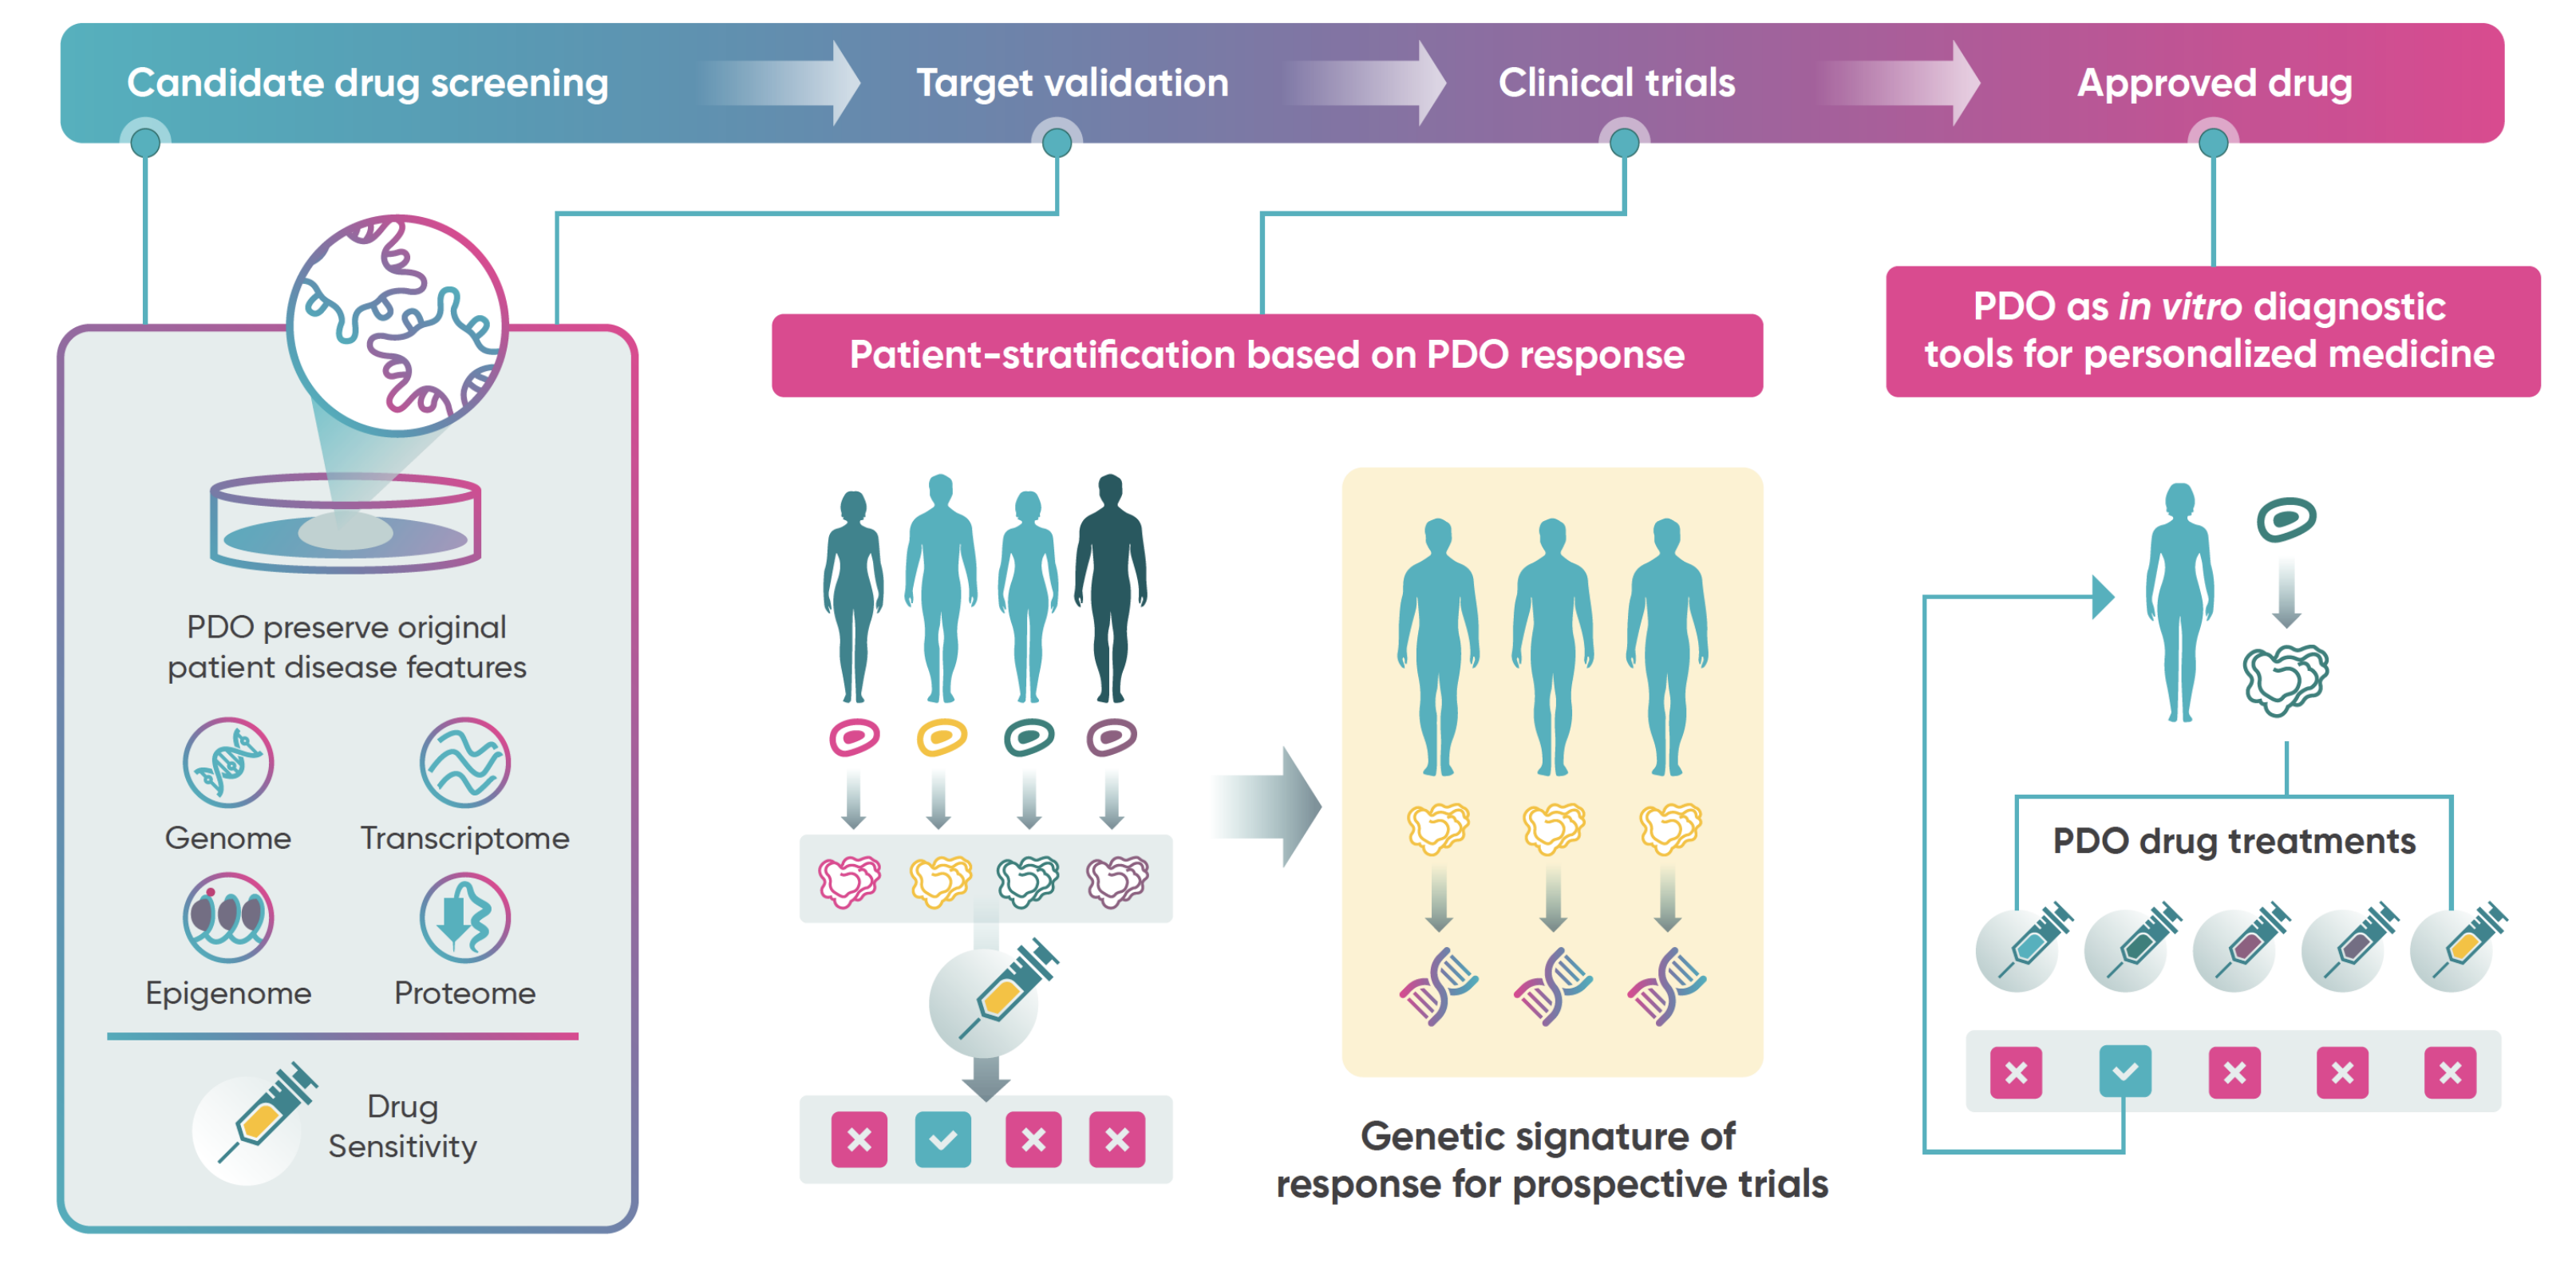 Candidate drug screening
Target validation
Clinical trials
Approved drug
PDO preserve original
patient disease features
Genome
Transcriptome
Epigenome
Proteome
Drug
Sensitivity
Patient-stratification based on PDO response
Genetic signature of
response for prospective trials
PDO as in vitro diagnostic
tools for personalized medicine
PDO drug treatments